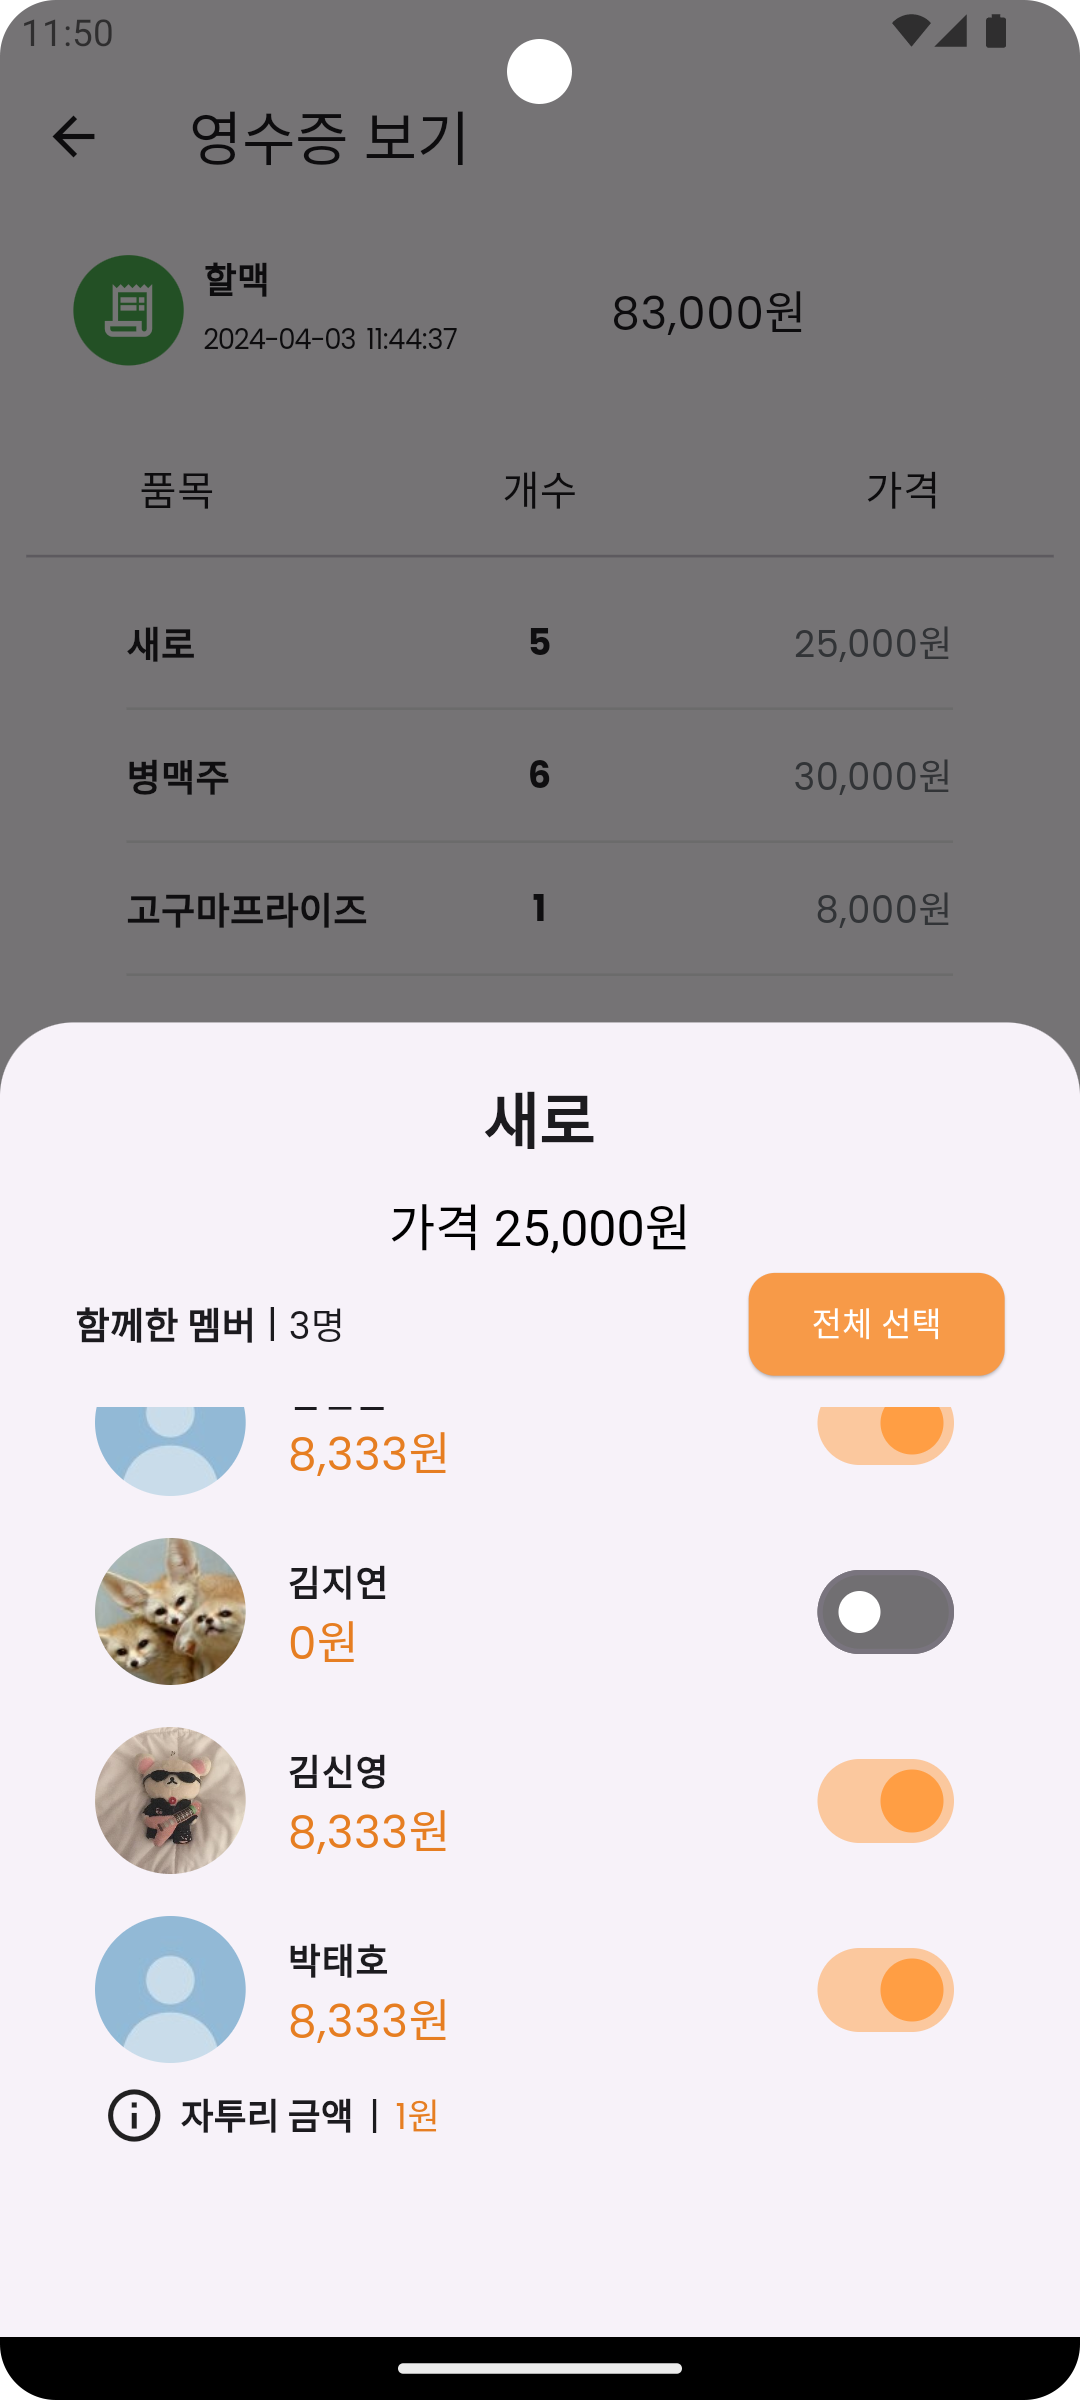 11:50
영수증 보기
할맥
83,000원
2024-04-03 11:44:37
품목 개수 가격
새로 5 25,000원
병맥주 6 30,000원
고구마프라이즈 1 8,000원
새로
가격 25,000원
함께한 멤버 | 3명
전체 선택
8,333원
김지연
0원
김신영
8,333원
박태호
8,333원
자투리 금액 | 1원